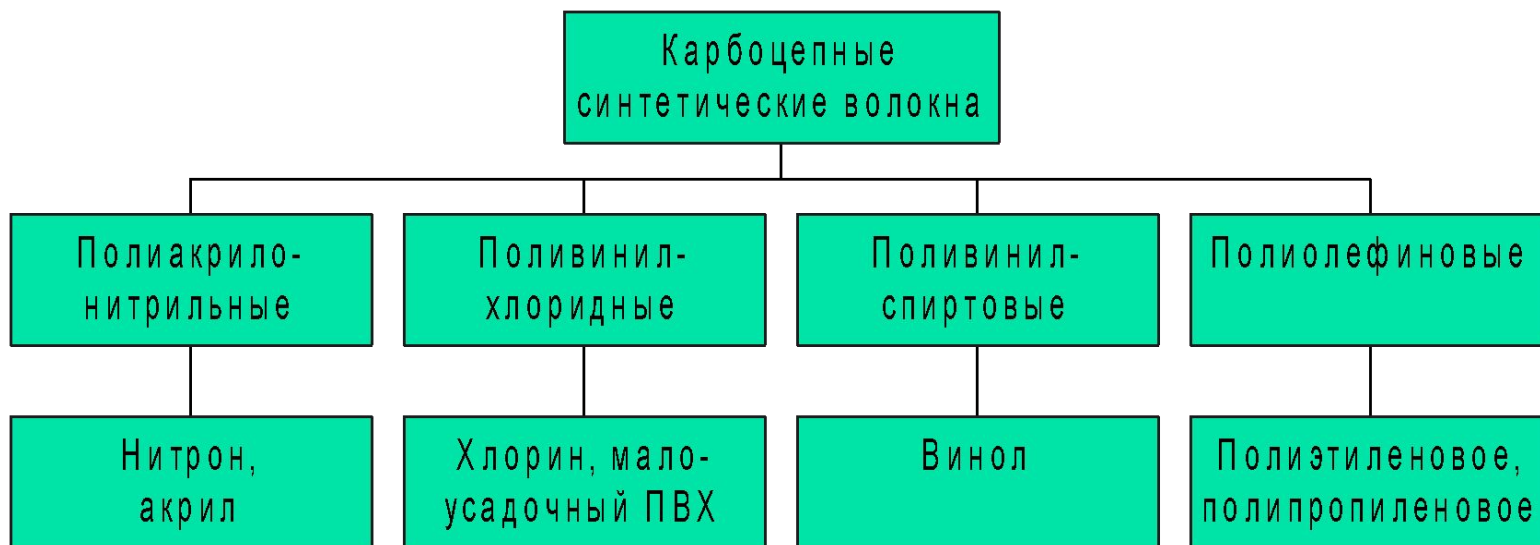 Карбоцепные
синтетические волокна
Полиакрило-
нитрильные
Поливинил-
хлоридные
Поливинил-
спиртовые
Полиолефиновые
Нитрон,
акрил
Хлорин, мало-
усадочный ПВХ
Винол
Полиэтиленовое,
полипропиленовое